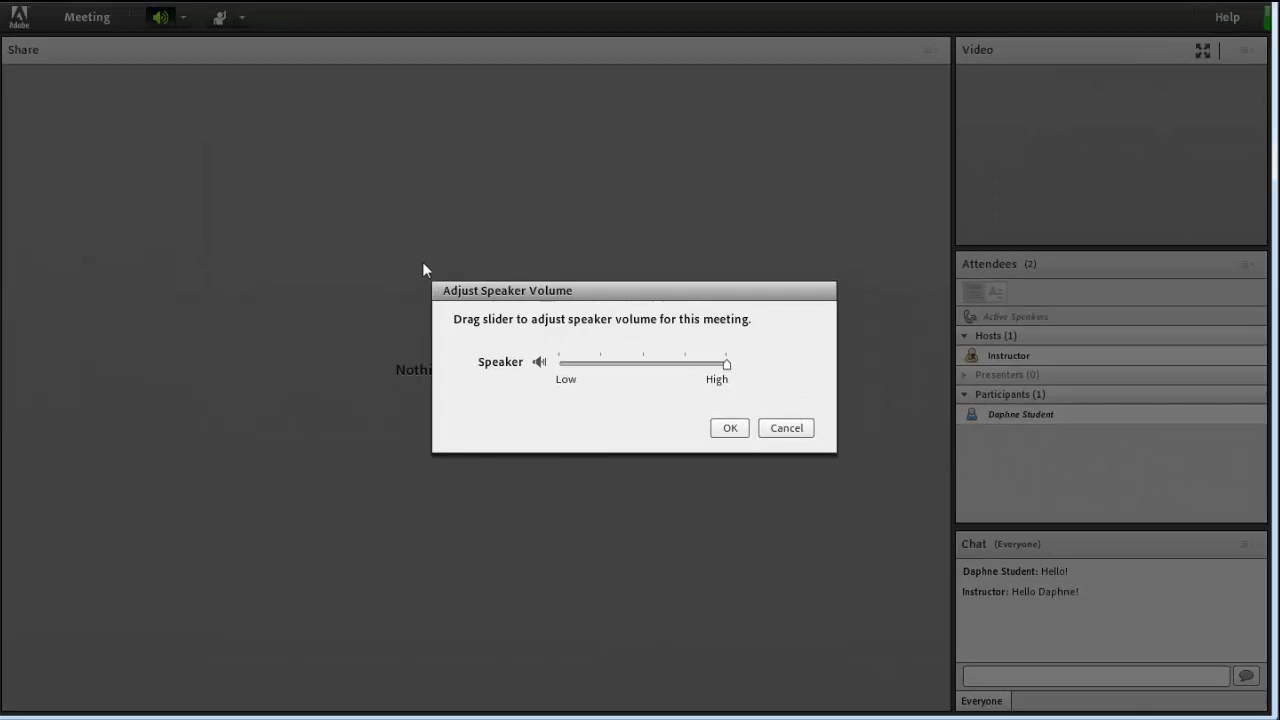 Adobe
Meeting
Help
Share
Video
Attendees (2)
Active Speakers
Hosts (1)
Instructor
Presenters (0)
Participants (1)
Daphne Student
Adjust Speaker Volume
Drag slider to adjust speaker volume for this meeting.
Speaker
Low High
OK Cancel
Nothi
Chat (Everyone)
Daphne Student: Hello!
Instructor: Hello Daphne!
Everyone